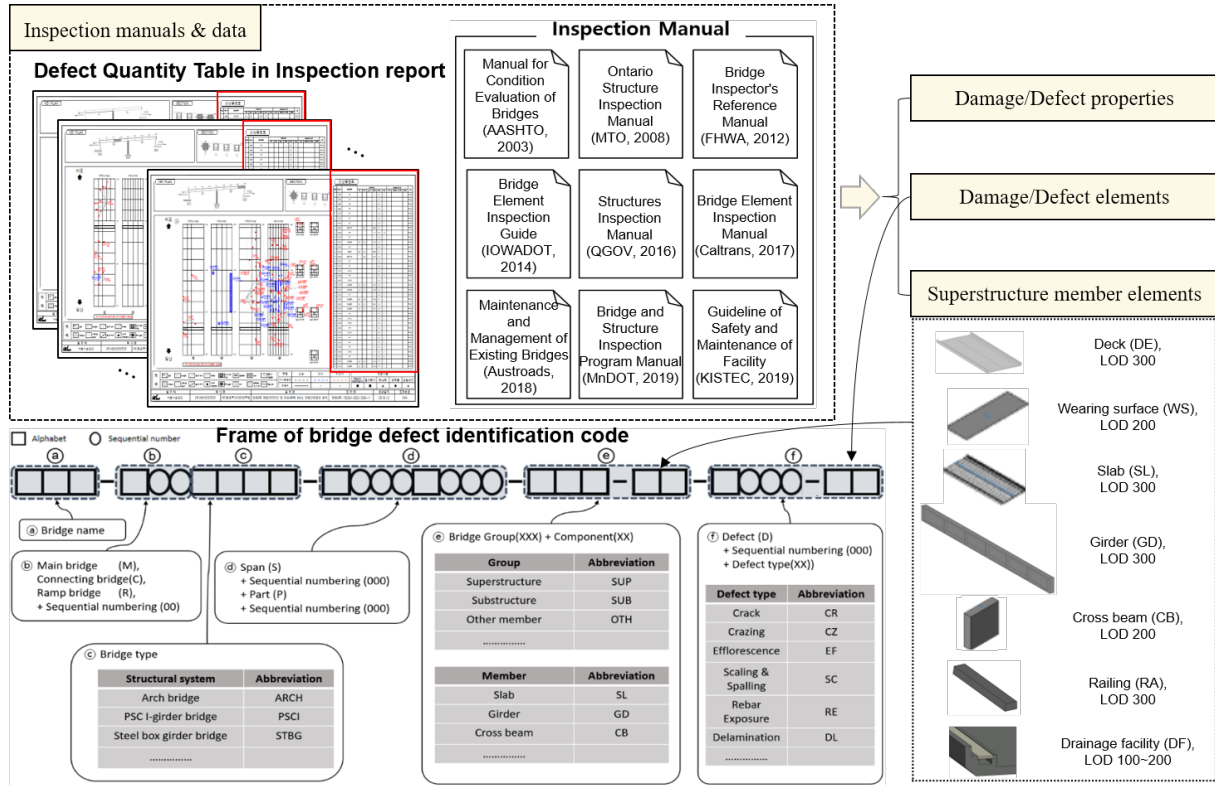 Inspection manuals & data
Defect Quantity Table in Inspection report
Inspection Manual
Manual for
Condition
Evaluation of
Bridges
(AASHTO,
2003)
Ontario
Structure
Inspection
Manual
(MTO, 2008)
Bridge
Inspector's
Reference
Manual
(FHWA, 2012)
Bridge
Element
Inspection
Guide
(IOWADOT,
2014)
Structures
Inspection
Manual
(QGOV, 2016)
Bridge Element
Inspection
Manual
(Caltrans, 2017)
Maintenance
and
Management of
Existing Bridges
(Austroads,
2018)
Bridge and
Structure
Inspection
Program Manual
(MnDOT, 2019)
Guideline of
Safety and
Maintenance of
Facility
(KISTEC, 2019)
Damage/Defect properties
Damage/Defect elements
Superstructure member elements
Deck (DE),
LOD 300
Wearing surface (WS),
LOD 200
Slab (SL),
LOD 300
Girder (GD),
LOD 300
Cross beam (CB),
LOD 200
Railing (RA),
LOD 300
Drainage facility (DF),
LOD 100~200
Alphabet
Sequential number
Frame of bridge defect identification code
ⓐ ⓑ ⓒ ⓓ ⓔ ⓕ
ⓐ Bridge name
ⓑ Main bridge (M),
Connecting bridge(C),
Ramp bridge (R),
+ Sequential numbering (00)
ⓒ Bridge type
Structural system Abbreviation
Arch bridge ARCH
PSC I-girder bridge PSCI
Steel box girder bridge STBG
……………
ⓓ Span (S)
+ Sequential numbering (000)
+ Part (P)
+ Sequential numbering (000)
ⓔ Bridge Group(XXX) + Component(XX)
Group Abbreviation
Superstructure SUP
Substructure SUB
Other member OTH
……………
Member Abbreviation
Slab SL
Girder GD
Cross beam CB
……………
ⓕ Defect (D)
+ Sequential numbering (000)
+ Defect type(XX))
Defect type Abbreviation
Crack CR
Crazing CZ
Efflorescence EF
Scaling &
Spalling SC
Rebar
Exposure RE
Delamination DL
……………